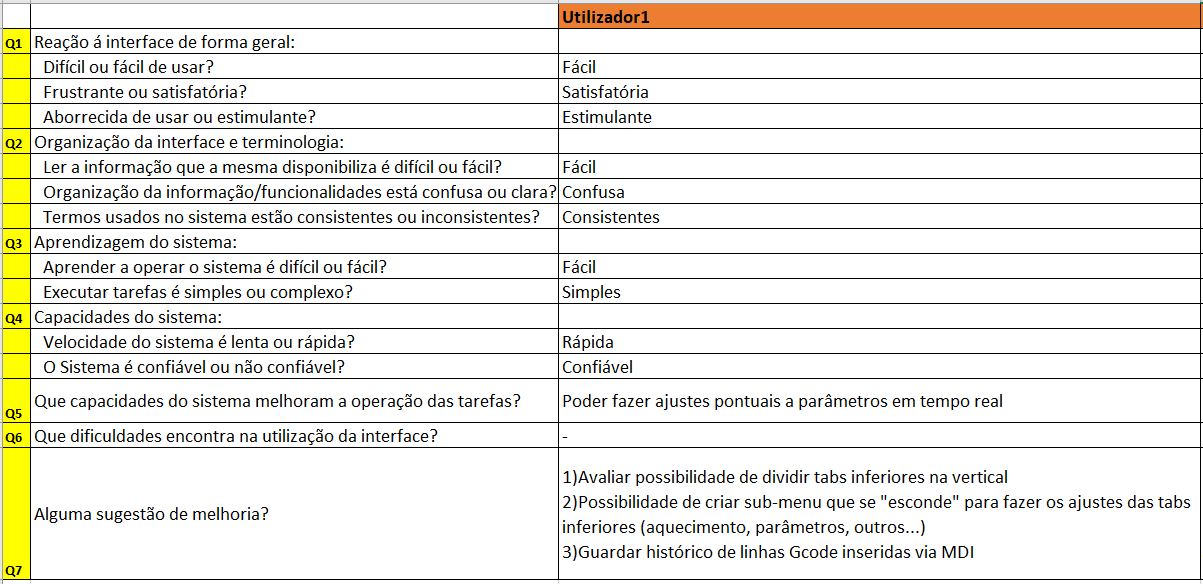 Utilizador1
Q1 Reação á interface de forma geral:
Difícil ou fácil de usar? Fácil
Frustrante ou satisfatória? Satisfatória
Aborrecida de usar ou estimulante? Estimulante
Q2 Organização da interface e terminologia:
Ler a informação que a mesma disponibiliza é difícil ou fácil? Fácil
Organização da informação/funcionalidades está confusa ou clara? Confusa
Termos usados no sistema estão consistentes ou inconsistentes? Consistentes
Q3 Aprendizagem do sistema:
Aprender a operar o sistema é difícil ou fácil? Fácil
Executar tarefas é simples ou complexo? Simples
Q4 Capacidades do sistema:
Velocidade do sistema é lenta ou rápida? Rápida
O Sistema é confiável ou não confiável? Confiável
Q5 Que capacidades do sistema melhoram a operação das tarefas? Poder fazer ajustes pontuais a parâmetros em tempo real
Q6 Que dificuldades encontra na utilização da interface? -
Q7 Alguma sugestão de melhoria?
1)Avaliar possibilidade de dividir tabs inferiores na vertical
2)Possibilidade de criar sub-menu que se "esconde" para fazer os ajustes das tabs
inferiores (aquecimento, parâmetros, outros...)
3)Guardar histórico de linhas Gcode inseridas via MDI